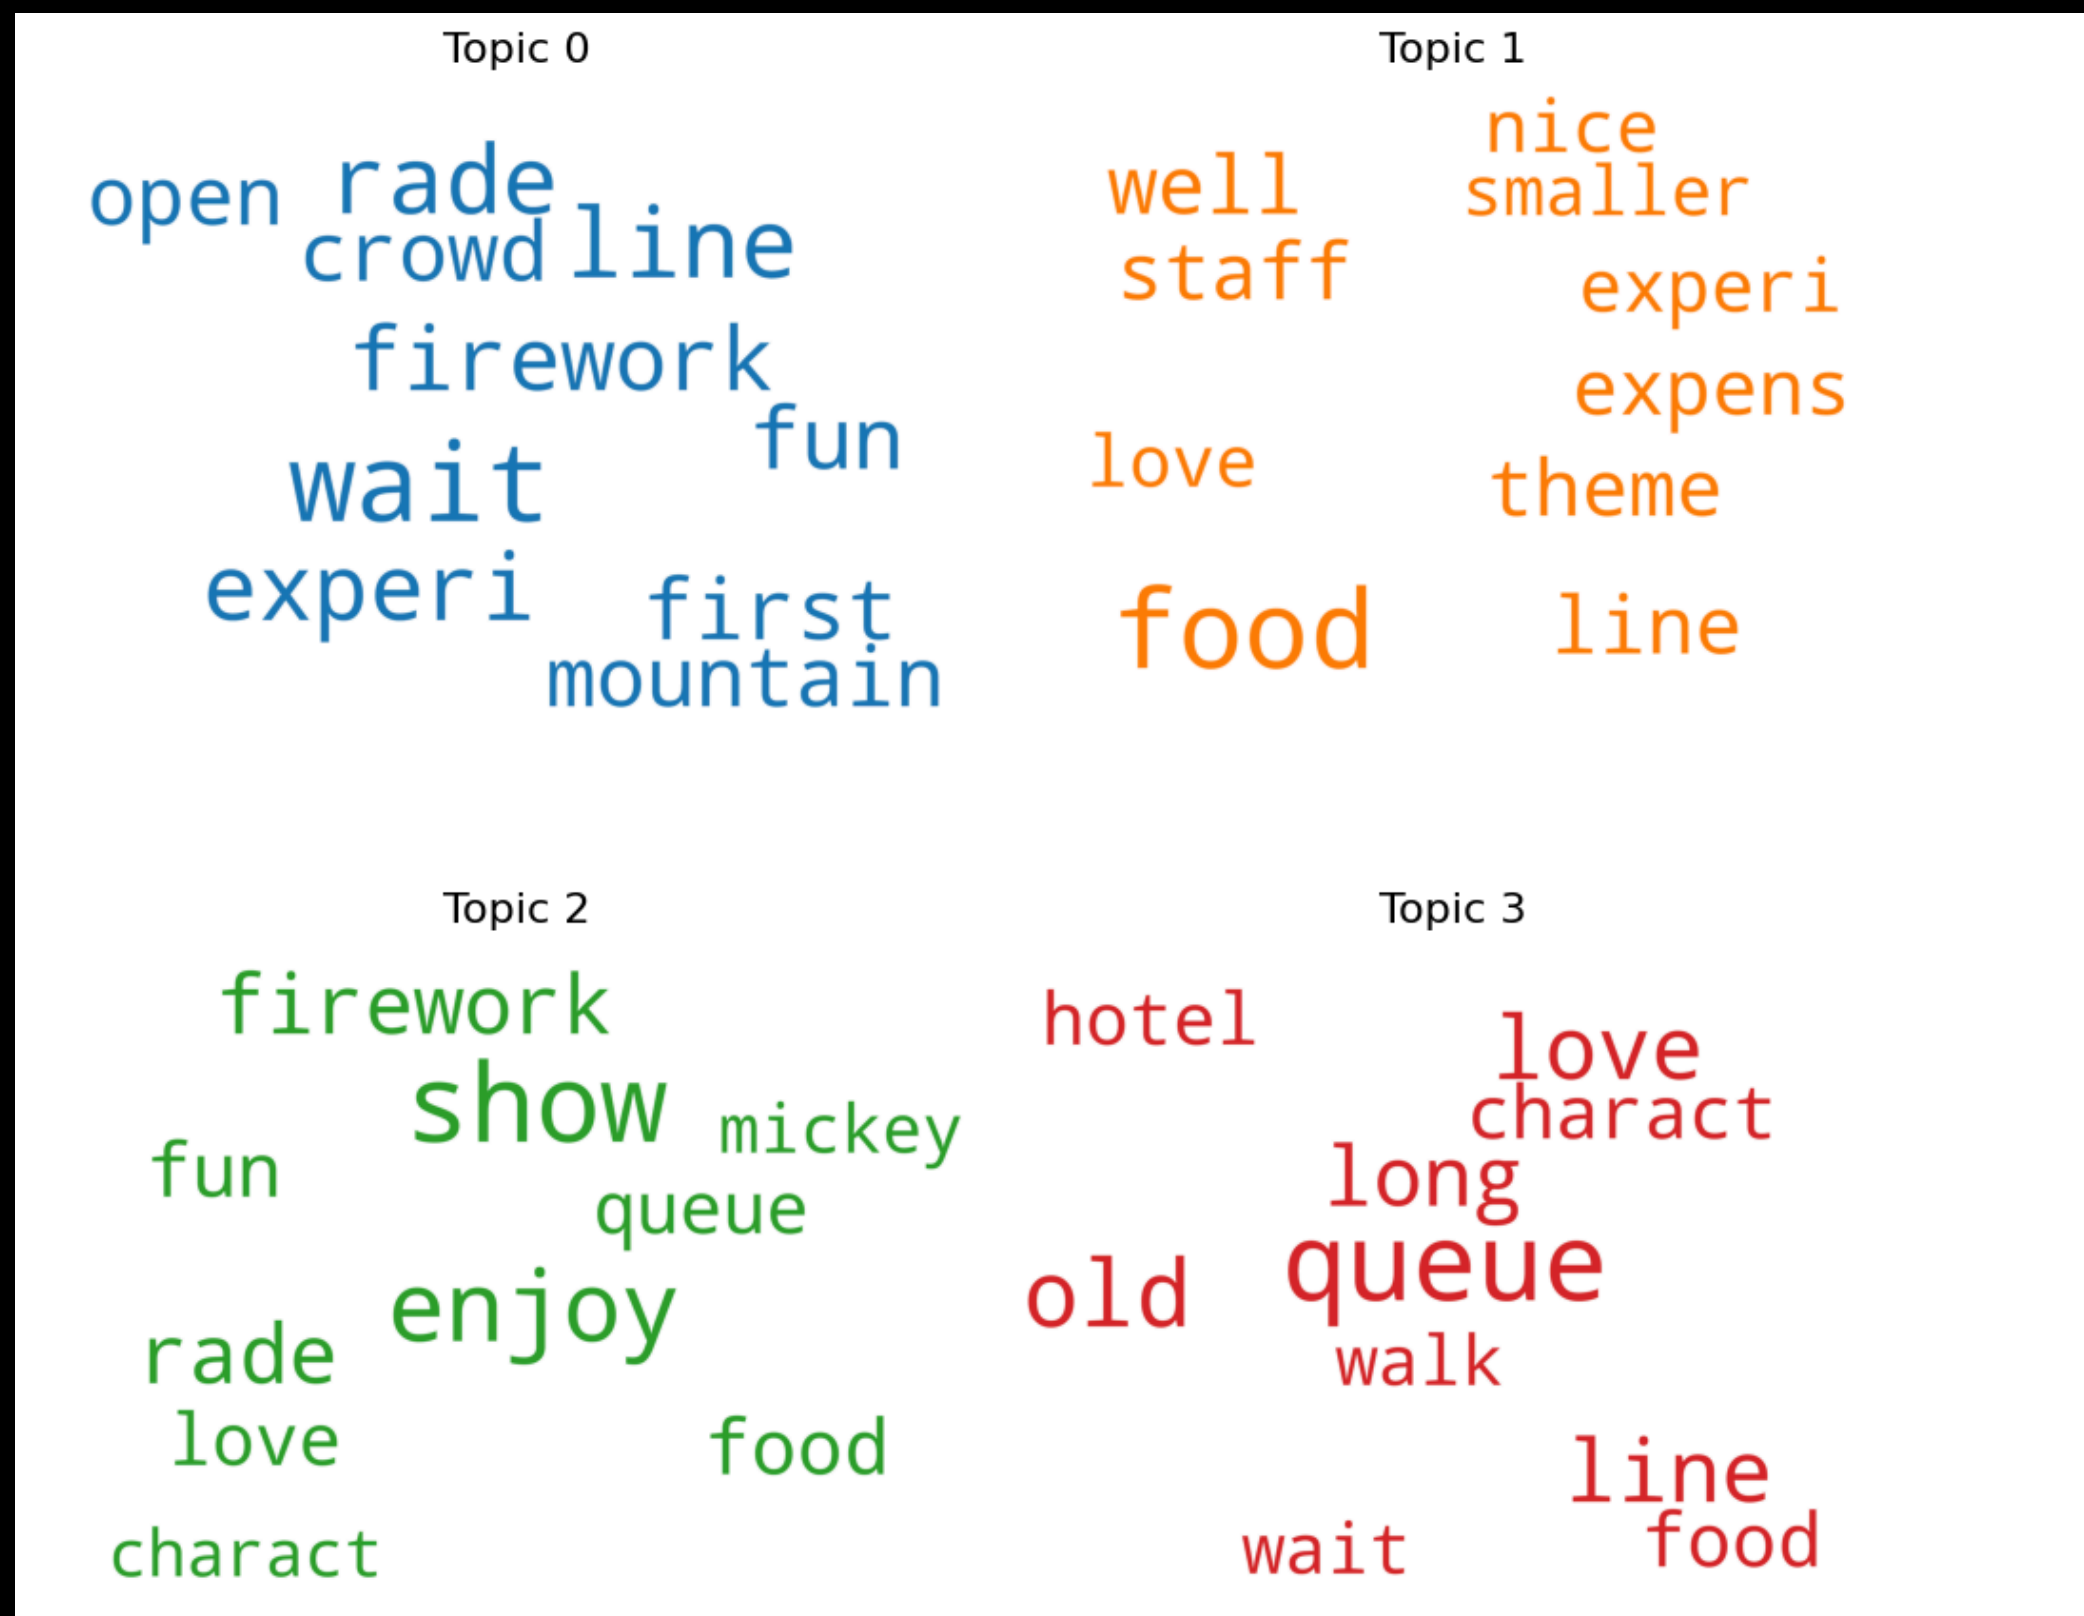 Topic 0
open rade
crowd line
firework
fun
wait
experi
first
mountain
Topic 1
nice
well smaller
staff experi
expens
love theme
food line
Topic 2
firework
show mickey
fun queue
enjoy
rade
love food
charact
Topic 3
hotel love
charact
long
old queue
walk
line
wait food